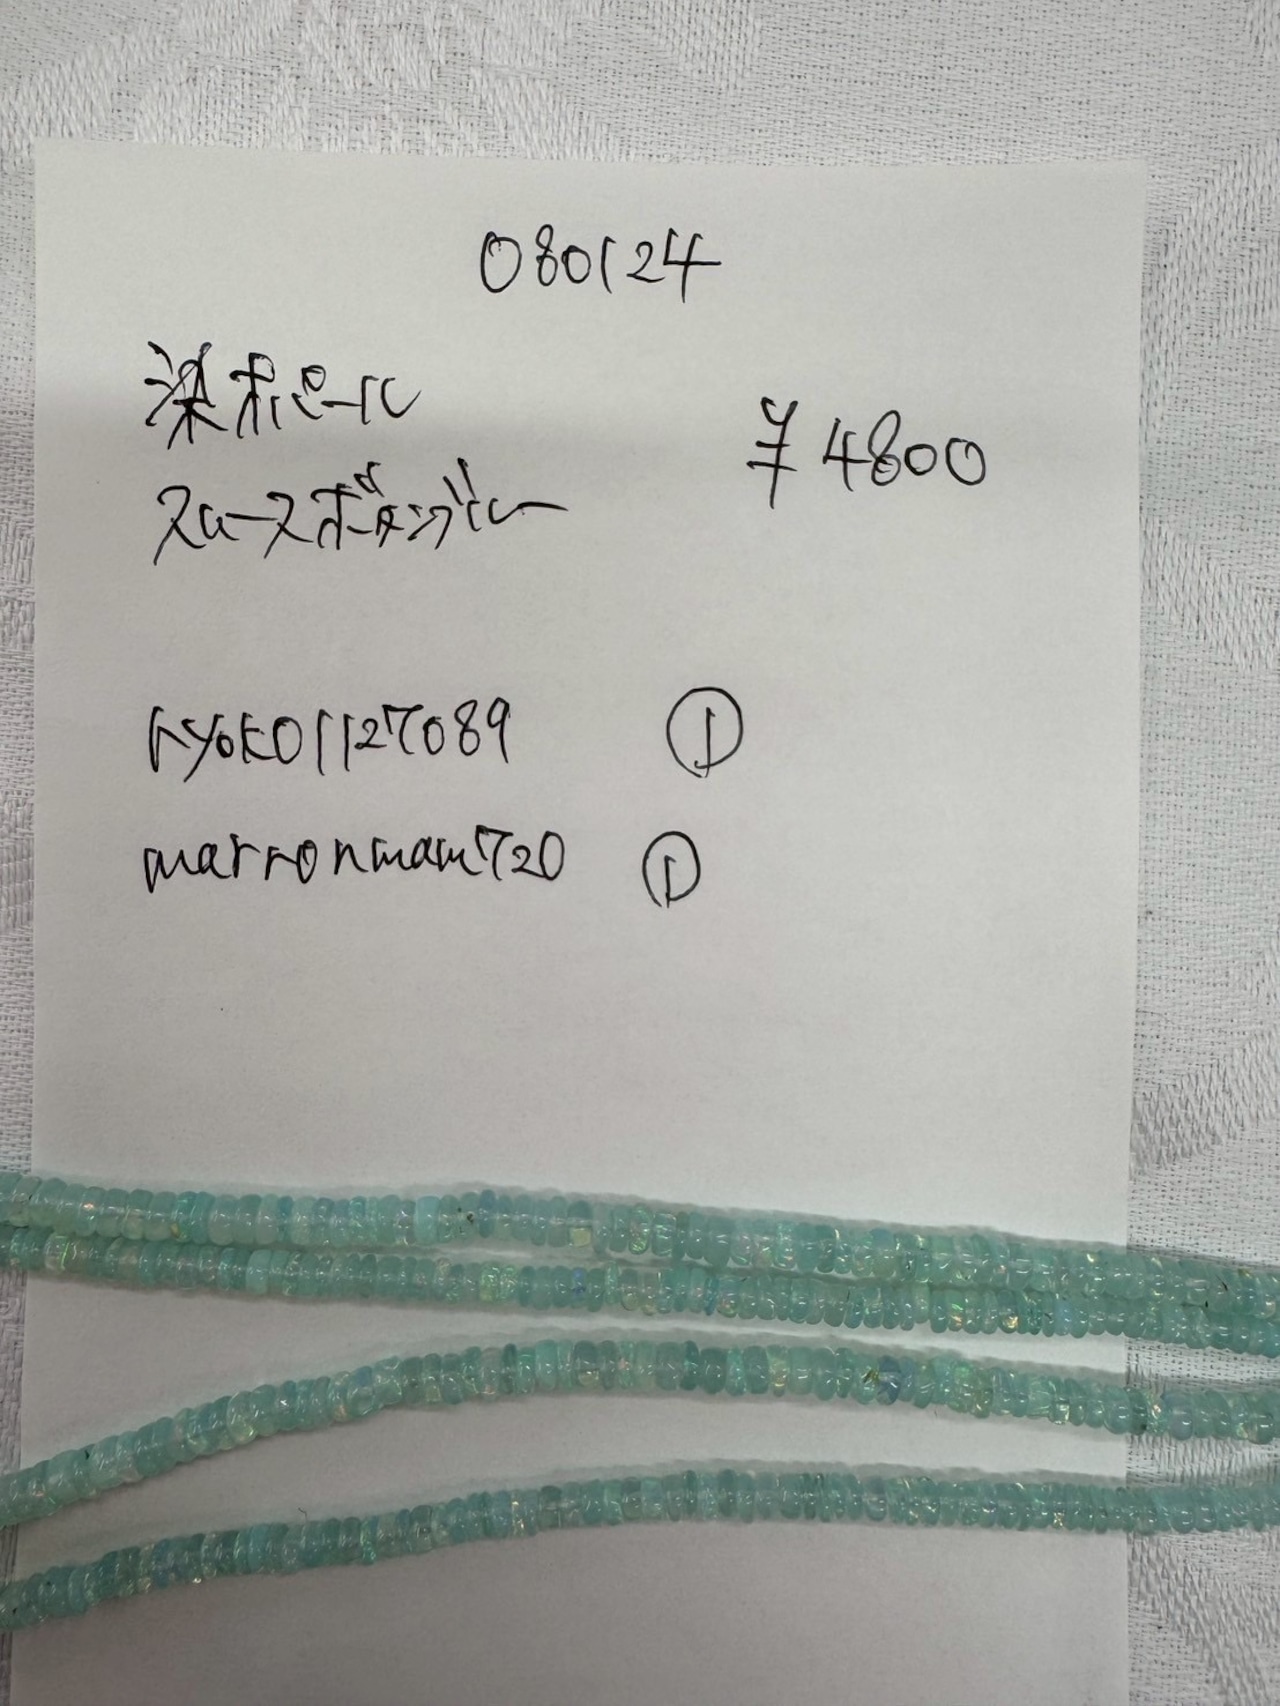 080124
染オパール
スムースボタンブルー
¥4800
ryoko1127089 ①
marronmam720 ①